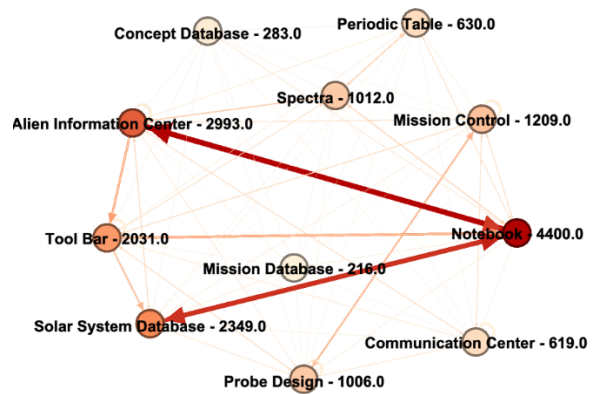 Periodic Table - 630.0
Concept Database - 283.0
Spectra - 1012.0
Alien Information Center - 2993.0
Mission Control - 1209.0
Tool Bar - 2031.0
Notebook - 4400.0
Mission Database - 216.0
Solar System Database - 2349.0
Communication Center - 619.0
Probe Design - 1006.0